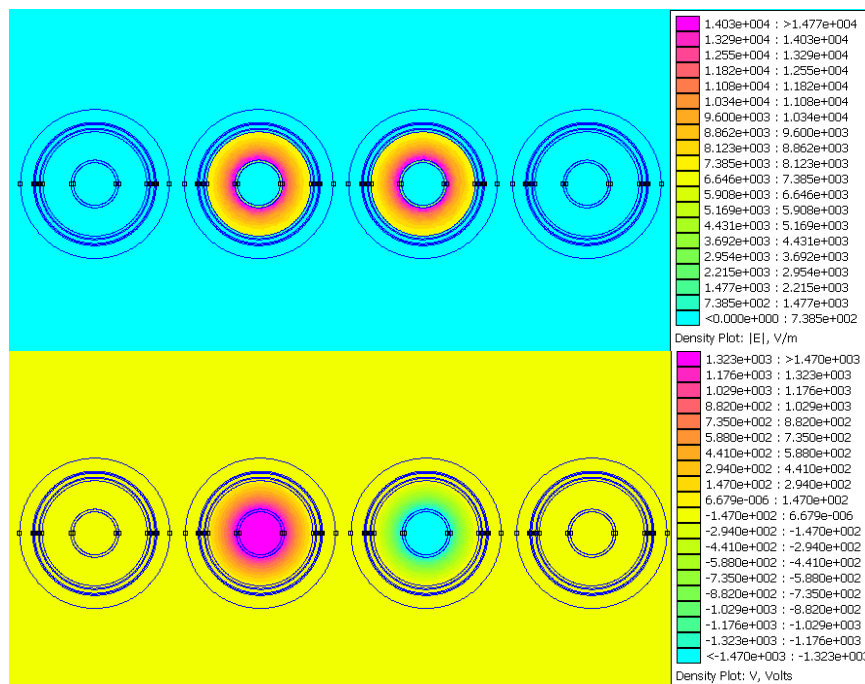 1.403e+004 : >1.477e+004
1.329e+004 : 1.403e+004
1.255e+004 : 1.329e+004
1.182e+004 : 1.255e+004
1.108e+004 : 1.182e+004
1.034e+004 : 1.108e+004
9.600e+003 : 1.034e+004
8.862e+003 : 9.600e+003
8.123e+003 : 8.862e+003
7.385e+003 : 8.123e+003
6.646e+003 : 7.385e+003
5.908e+003 : 6.646e+003
5.169e+003 : 5.908e+003
4.431e+003 : 5.169e+003
3.692e+003 : 4.431e+003
2.954e+003 : 3.692e+003
2.215e+003 : 2.954e+003
1.477e+003 : 2.215e+003
7.385e+002 : 1.477e+003
<0.000e+000 : 7.385e+002
Density Plot: |E|, V/m
1.323e+003 : >1.470e+003
1.176e+003 : 1.323e+003
1.029e+003 : 1.176e+003
8.820e+002 : 1.029e+003
7.350e+002 : 8.820e+002
5.880e+002 : 7.350e+002
4.410e+002 : 5.880e+002
2.940e+002 : 4.410e+002
1.470e+002 : 2.940e+002
6.679e-006 : 1.470e+002
-1.470e+002 : 6.679e-006
-2.940e+002 : -1.470e+002
-4.410e+002 : -2.940e+002
-5.880e+002 : -4.410e+002
-7.350e+002 : -5.880e+002
-8.820e+002 : -7.350e+002
-1.029e+003 : -8.820e+002
-1.176e+003 : -1.029e+003
-1.323e+003 : -1.176e+003
<-1.470e+003 : -1.323e+003
Density Plot: V, Volts